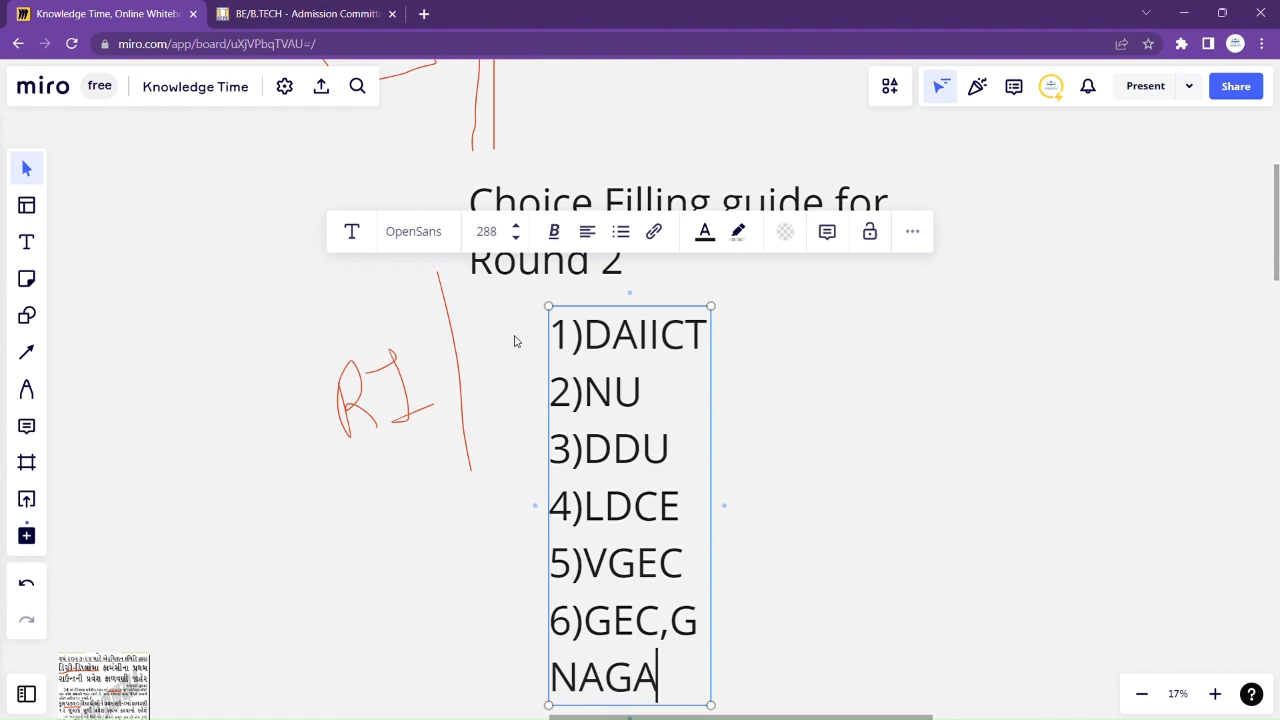 Knowledge Time, Online Whiteb
BE/B.TECH - Admission Committe
miro.com/app/board/uXjVPbqTVAU=/
miro
free
Knowledge Time
Present
Share
Choice Filling guide for
OpenSans
288
B
A
Round 2
R1
1)DAIICT
2)NU
3)DDU
4)LDCE
5)VGEC
6)GEC,G
NAGA
17%